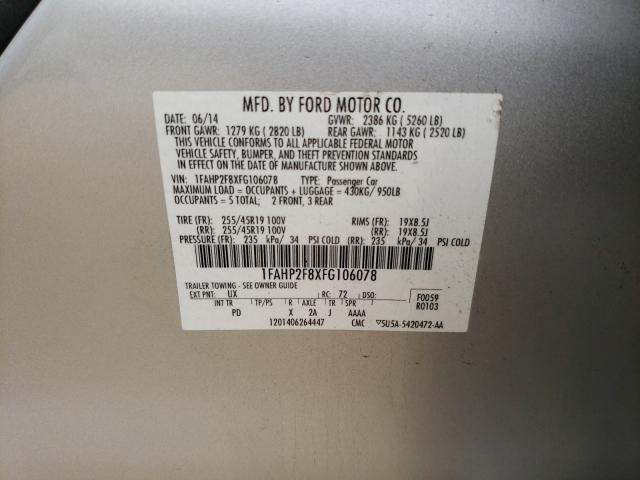 MFD. BY FORD MOTOR CO.
DATE: 06/14 GVWR: 2386 KG ( 5260 LB)
FRONT GAWR: 1279 KG ( 2820 LB) REAR GAWR: 1143 KG ( 2520 LB)
THIS VEHICLE CONFORMS TO ALL APPLICABLE FEDERAL MOTOR
VEHICLE SAFETY, BUMPER, AND THEFT PREVENTION STANDARDS
IN EFFECT ON THE DATE OF MANUFACTURE SHOWN ABOVE.
VIN: 1FAHP2F8XFG106078 TYPE: Passenger Car
MAXIMUM LOAD = OCCUPANTS + LUGGAGE = 430KG/ 950LB
OCCUPANTS = 5 TOTAL; 2 FRONT, 3 REAR
TIRE (FR): 255/45R19 100V RIMS (FR): 19X8.5J
(RR): 255/45R19 100V (RR): 19X8.5J
PRESSURE (FR): 235 kPa/ 34 PSI COLD (RR): 235 kPa/ 34 PSI COLD
1FAHP2F8XFG106078
TRAILER TOWING - SEE OWNER GUIDE
EXT PNT: UX RC: 72 DSO: F0059
INT TR TP/PS R AXLE TR SPR R0103
PD X 2A J AAAA
1201406264447 CMC ▽5U5A-5420472-AA